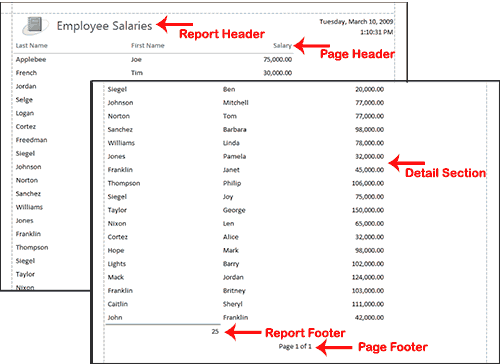 Employee Salaries
Report Header
Tuesday, March 10, 2009
1:10:31 PM
Page Header
Last Name First Name Salary
Applebee Joe 75,000.00
French Tim 30,000.00
Jordan
Selge
Logan
Cortez
Freedman
Siegel
Johnson
Norton
Sanchez
Williams
Jones
Franklin
Thompson
Siegel
Taylor
Nixon
Siegel Ben 20,000.00
Johnson Mitchell 77,000.00
Norton Tom 77,000.00
Sanchez Barbara 98,000.00
Williams Linda 78,000.00
Jones Pamela 32,000.00
Detail Section
Franklin Janet 45,000.00
Thompson Philip 106,000.00
Siegel Joy 75,000.00
Taylor George 150,000.00
Nixon Len 65,000.00
Cortez Alice 32,000.00
Hope Mark 98,000.00
Lights Barry 102,000.00
Mack Jordan 124,000.00
Franklin Britney 103,000.00
Caitlin Sheryl 111,000.00
John Franklin 42,000.00
25
Report Footer
Page 1 of 1
Page Footer